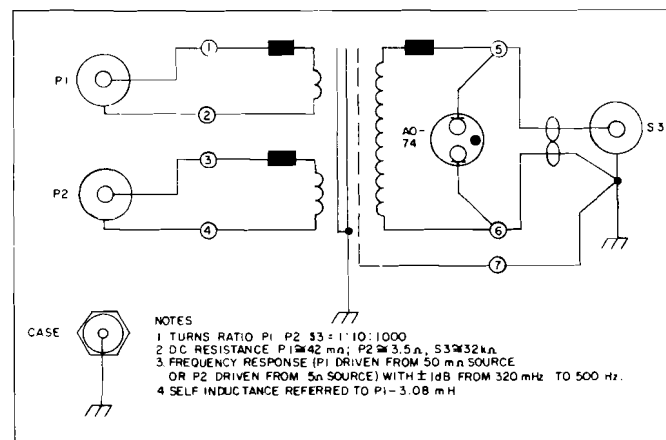 1
5
P1
2
AO-
74
S3
3
P2
4
6
7
CASE
NOTES
1 TURNS RATIO P1 P2 S3 = 1:10:1000
2 DC RESISTANCE P1≅42 mΩ; P2≅3.5Ω, S3≅32kΩ
3. FREQUENCY RESPONSE (P1 DRIVEN FROM 50 mΩ SOURCE
OR P2 DRIVEN FROM 5Ω SOURCE) WITH ±1dB FROM 320 mHz TO 500 Hz.
4 SELF INDUCTANCE REFERRED TO P1-3.08 mH